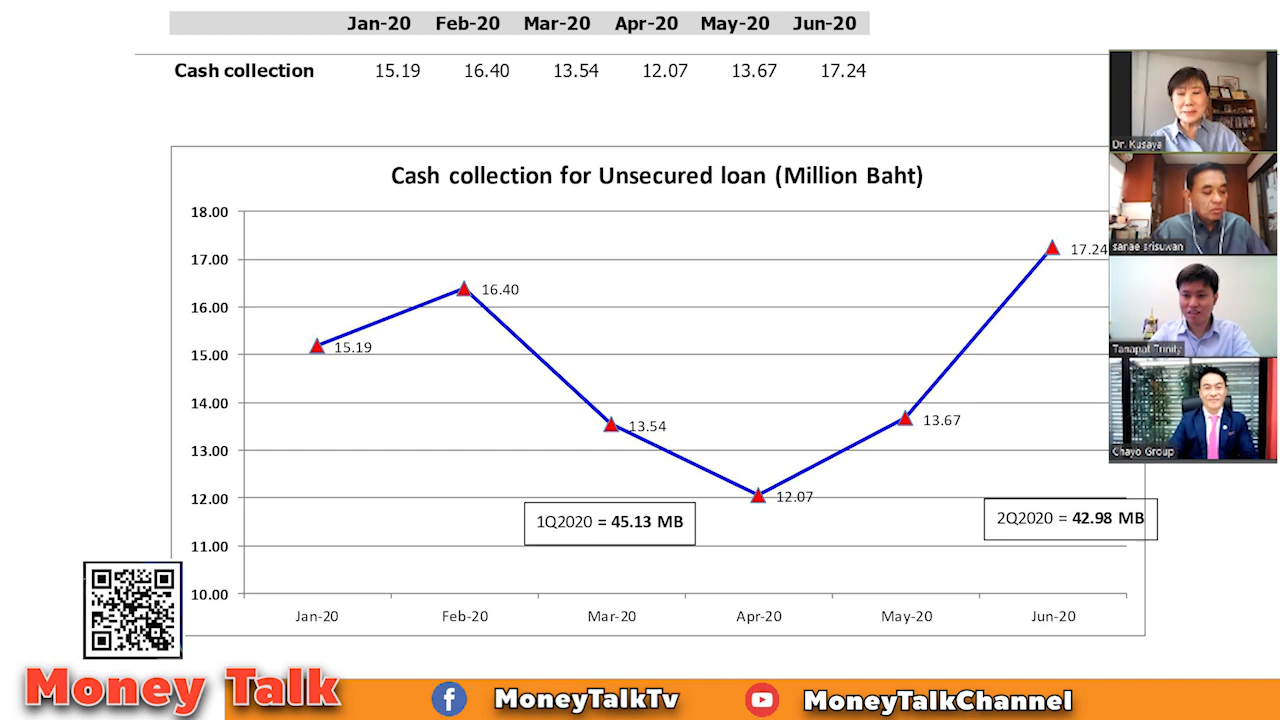 Jan-20 Feb-20 Mar-20 Apr-20 May-20 Jun-20
Cash collection 15.19 16.40 13.54 12.07 13.67 17.24
Dr. Kusaya
sanae srisuwan
Tanapat Trinity
Chayo Group
Cash collection for Unsecured loan (Million Baht)
18.00
17.00
16.00
15.00
14.00
13.00
12.00
11.00
10.00
15.19
16.40
13.54
12.07
13.67
17.24
1Q2020 = 45.13 MB
2Q2020 = 42.98 MB
Jan-20 Feb-20 Mar-20 Apr-20 May-20 Jun-20
Money Talk
MoneyTalkTv
MoneyTalkChannel